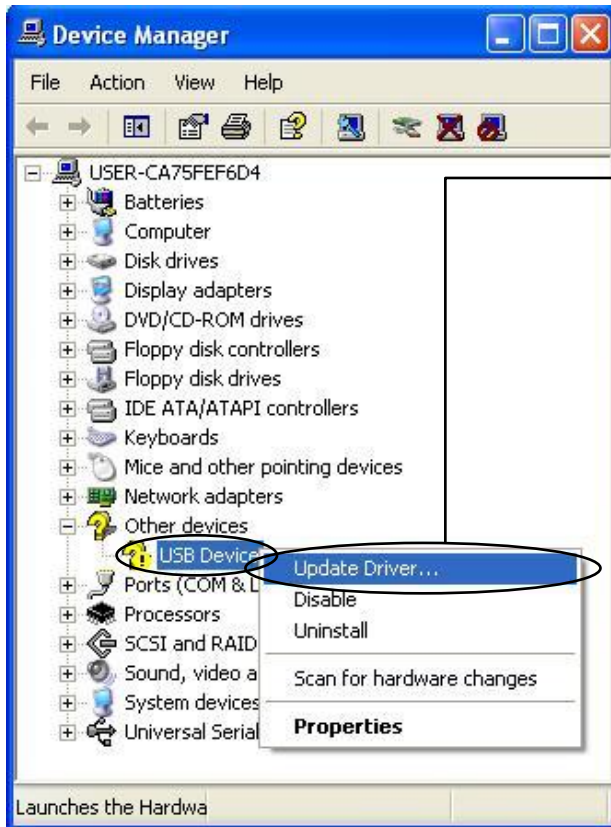 Device Manager
File Action View Help
USER-CA75FEF6D4
Batteries
Computer
Disk drives
Display adapters
DVD/CD-ROM drives
Floppy disk controllers
Floppy disk drives
IDE ATA/ATAPI controllers
Keyboards
Mice and other pointing devices
Network adapters
Other devices
USB Device
Update Driver...
Ports (COM & L
Disable
Processors
Uninstall
SCSI and RAID
Sound, video a
Scan for hardware changes
System devices
Properties
Universal Serial
Launches the Hardwa